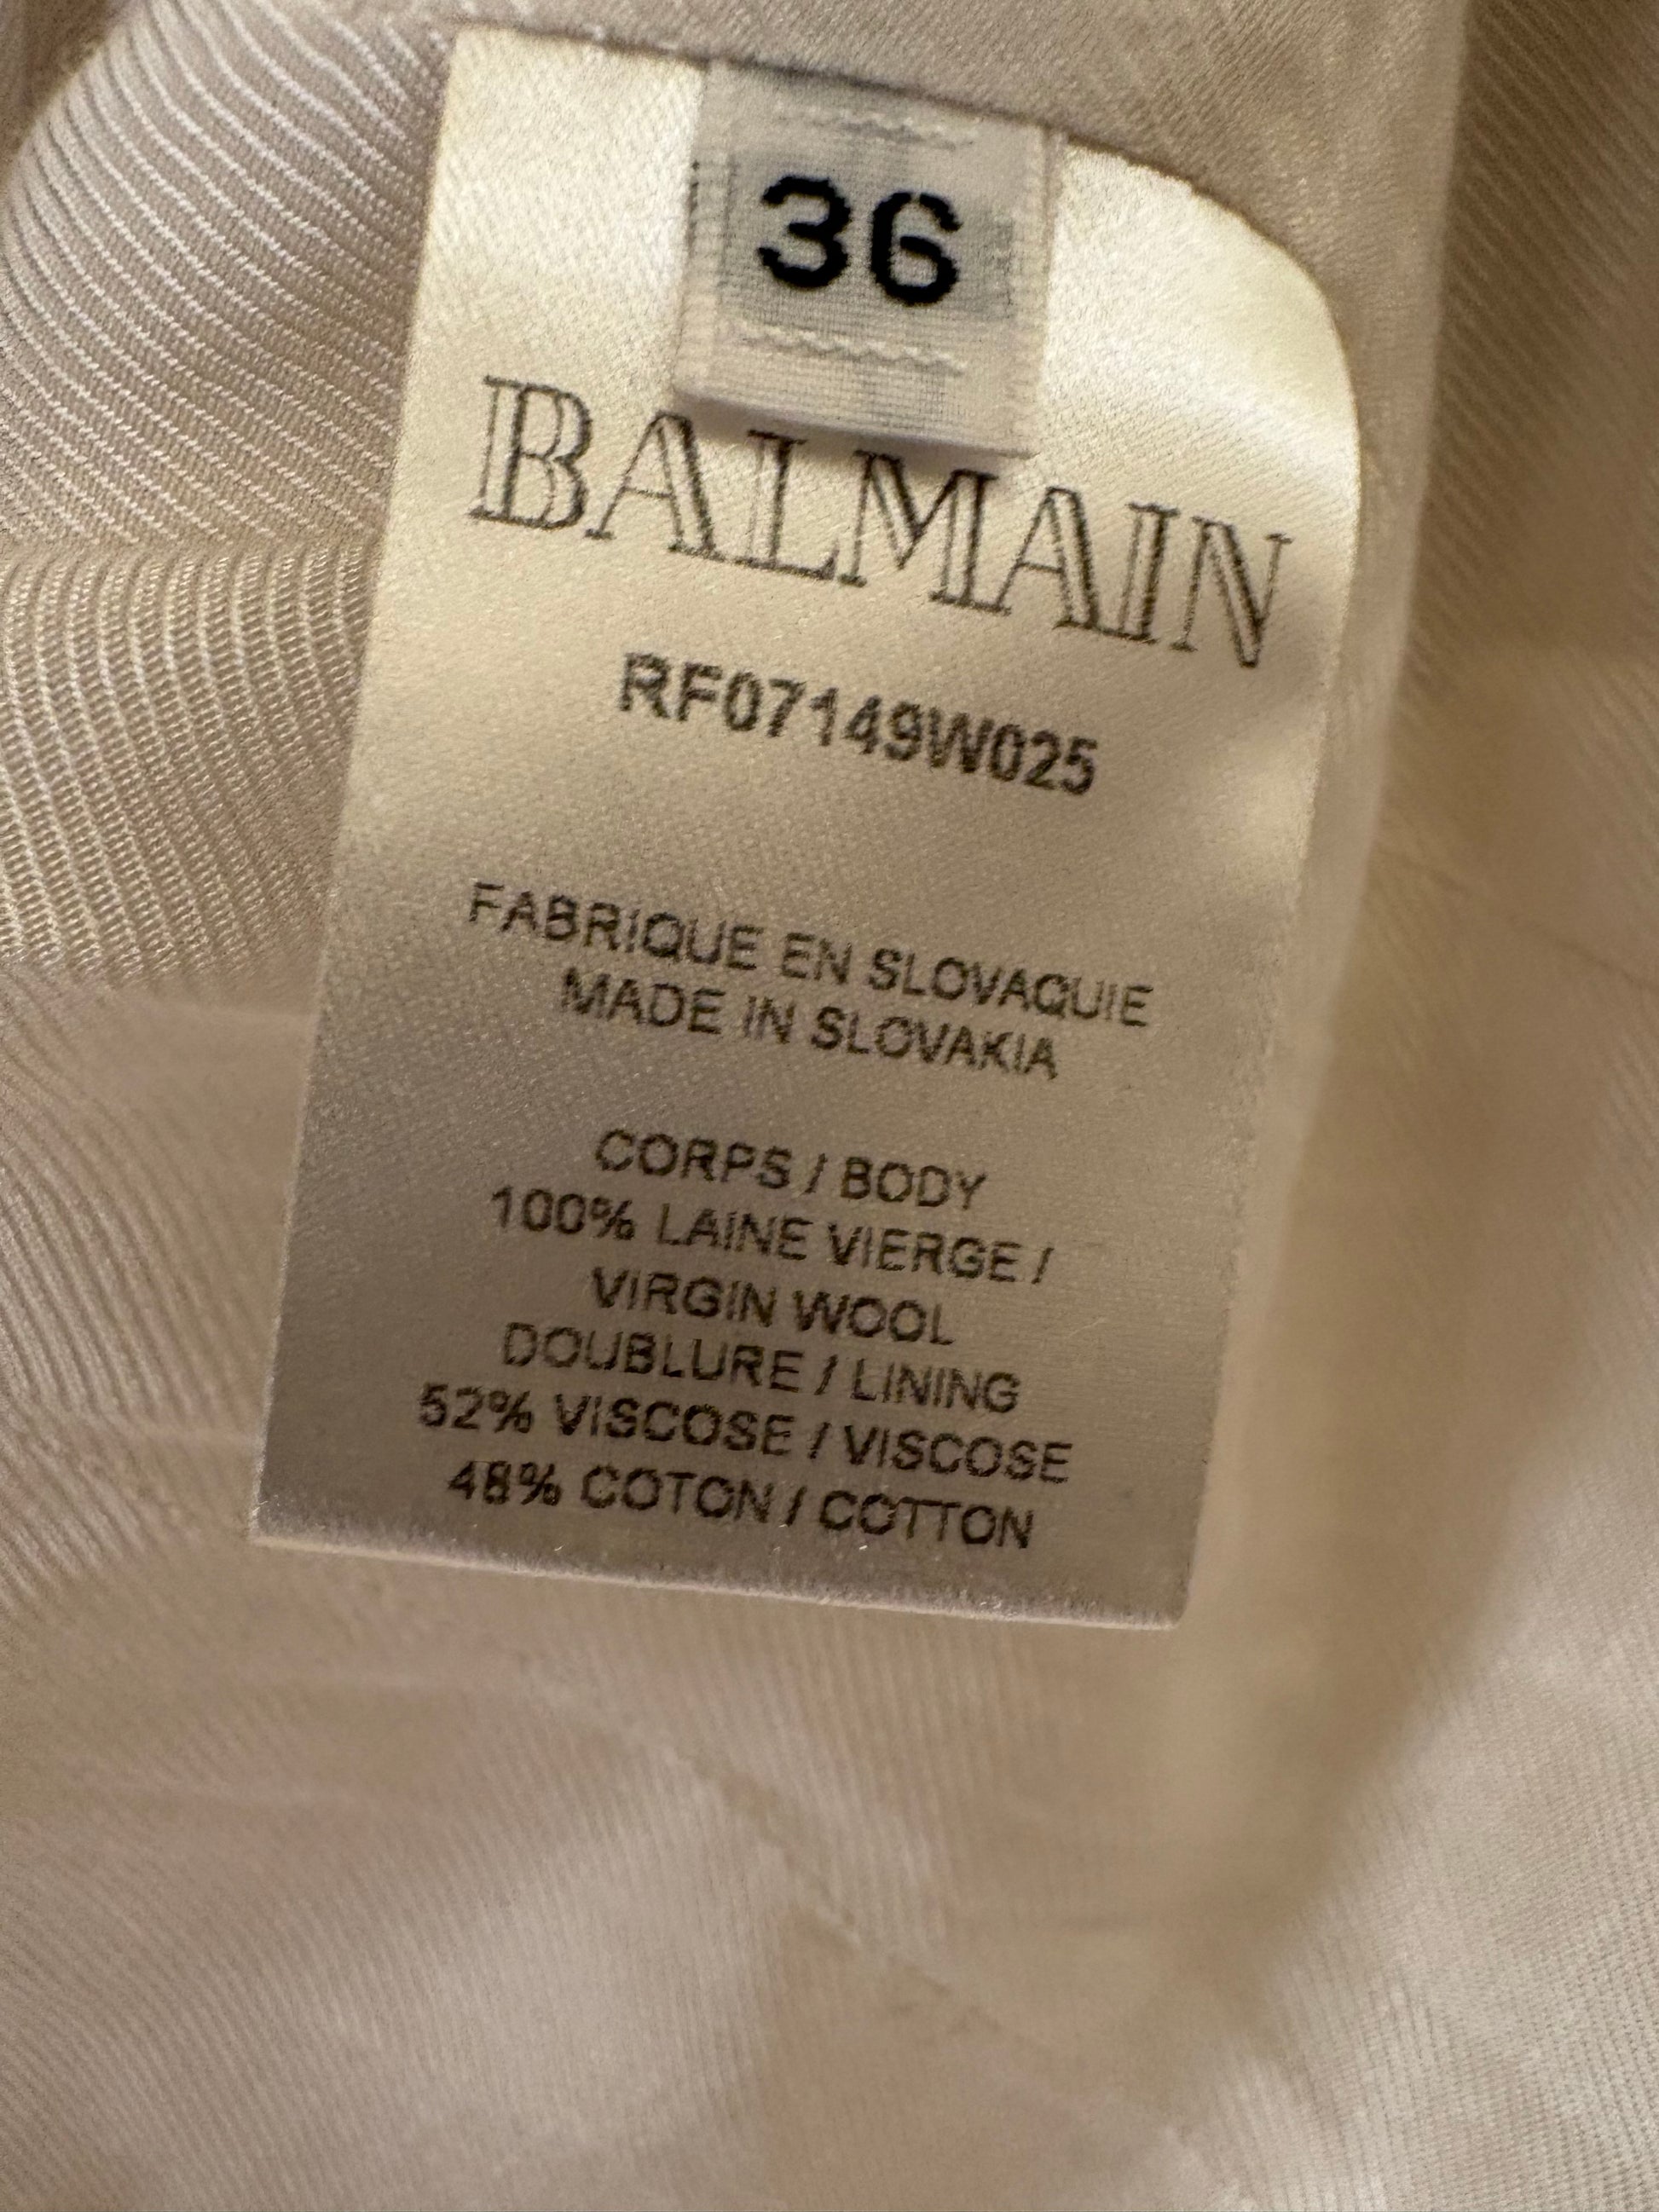 36
BALMAIN
RF07149W025
FABRIQUE EN SLOVAQUIE
MADE IN SLOVAKIA
CORPS / BODY
100% LAINE VIERGE /
VIRGIN WOOL
DOUBLURE / LINING
52% VISCOSE / VISCOSE
48% COTON / COTTON